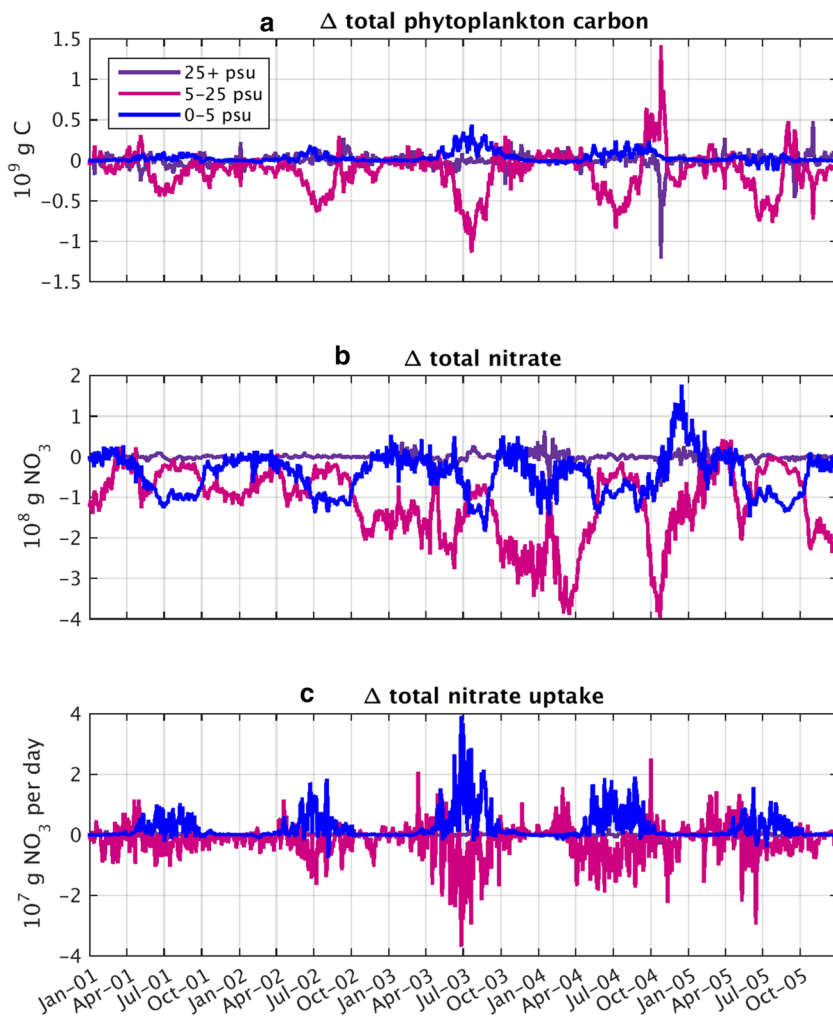 a Δ total phytoplankton carbon
1.5
1
0.5
0
−0.5
−1
−1.5
10⁹ g C
25+ psu
5–25 psu
0–5 psu
b Δ total nitrate
2
1
0
−1
−2
−3
−4
10⁸ g NO₃
c Δ total nitrate uptake
4
2
0
−2
−4
10⁷ g NO₃ per day
Jan–01
Apr–01
Jul–01
Oct–01
Jan–02
Apr–02
Jul–02
Oct–02
Jan–03
Apr–03
Jul–03
Oct–03
Jan–04
Apr–04
Jul–04
Oct–04
Jan–05
Apr–05
Jul–05
Oct–05